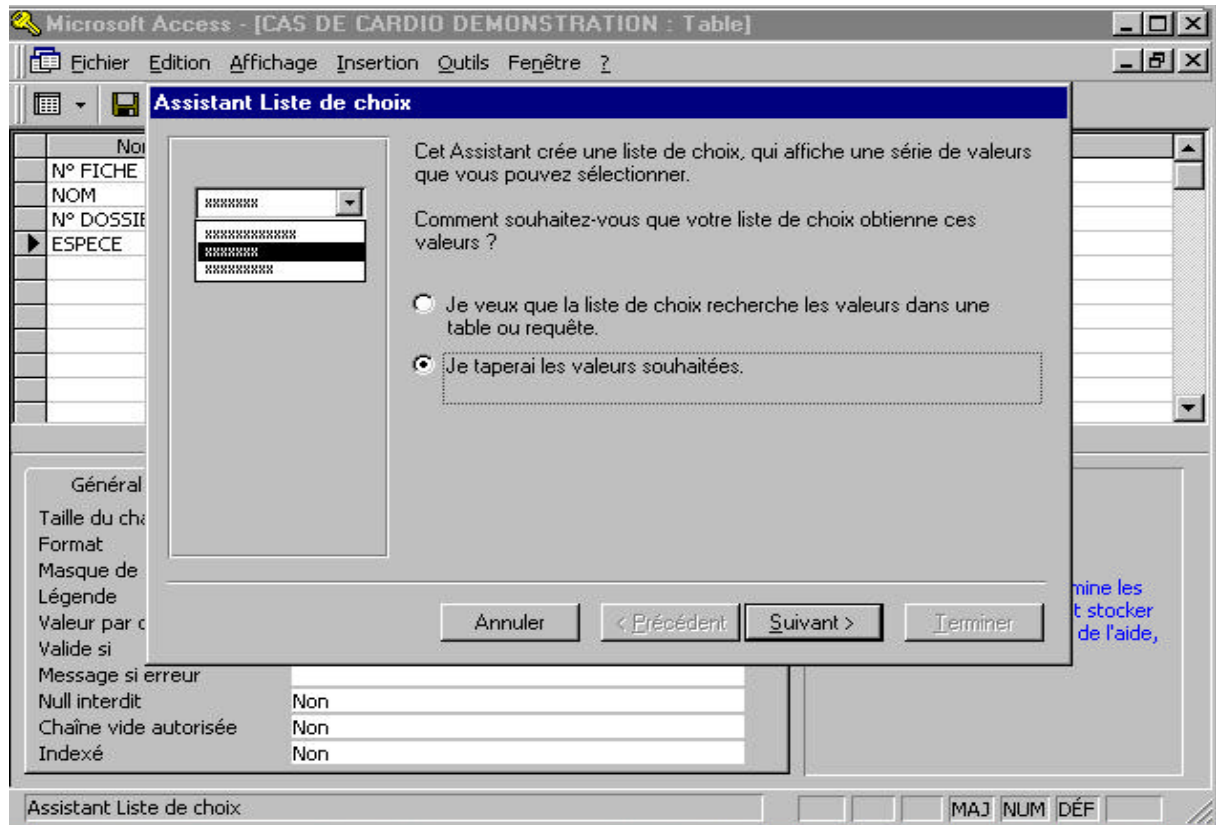 Microsoft Access - [CAS DE CARDIO DEMONSTRATION : Table]
Fichier Edition Affichage Insertion Outils Fenêtre ?
Assistant Liste de choix
Cet Assistant crée une liste de choix, qui affiche une série de valeurs
que vous pouvez sélectionner.
xxxxxxx
xxxxxxxxxxxx
xxxxxxx
xxxxxxxxx
Comment souhaitez-vous que votre liste de choix obtienne ces
valeurs ?
Je veux que la liste de choix recherche les valeurs dans une
table ou requête.
Je taperai les valeurs souhaitées.
Annuler < Précédent Suivant > Terminer
No
N° FICHE
NOM
N° DOSSIE
ESPECE
Général
Taille du cha
Format
Masque de
Légende
Valeur par d
Valide si
Message si erreur
Null interdit Non
Chaîne vide autorisée Non
Indexé Non
mine les
t stocker
de l'aide,
Assistant Liste de choix MAJ NUM DÉF